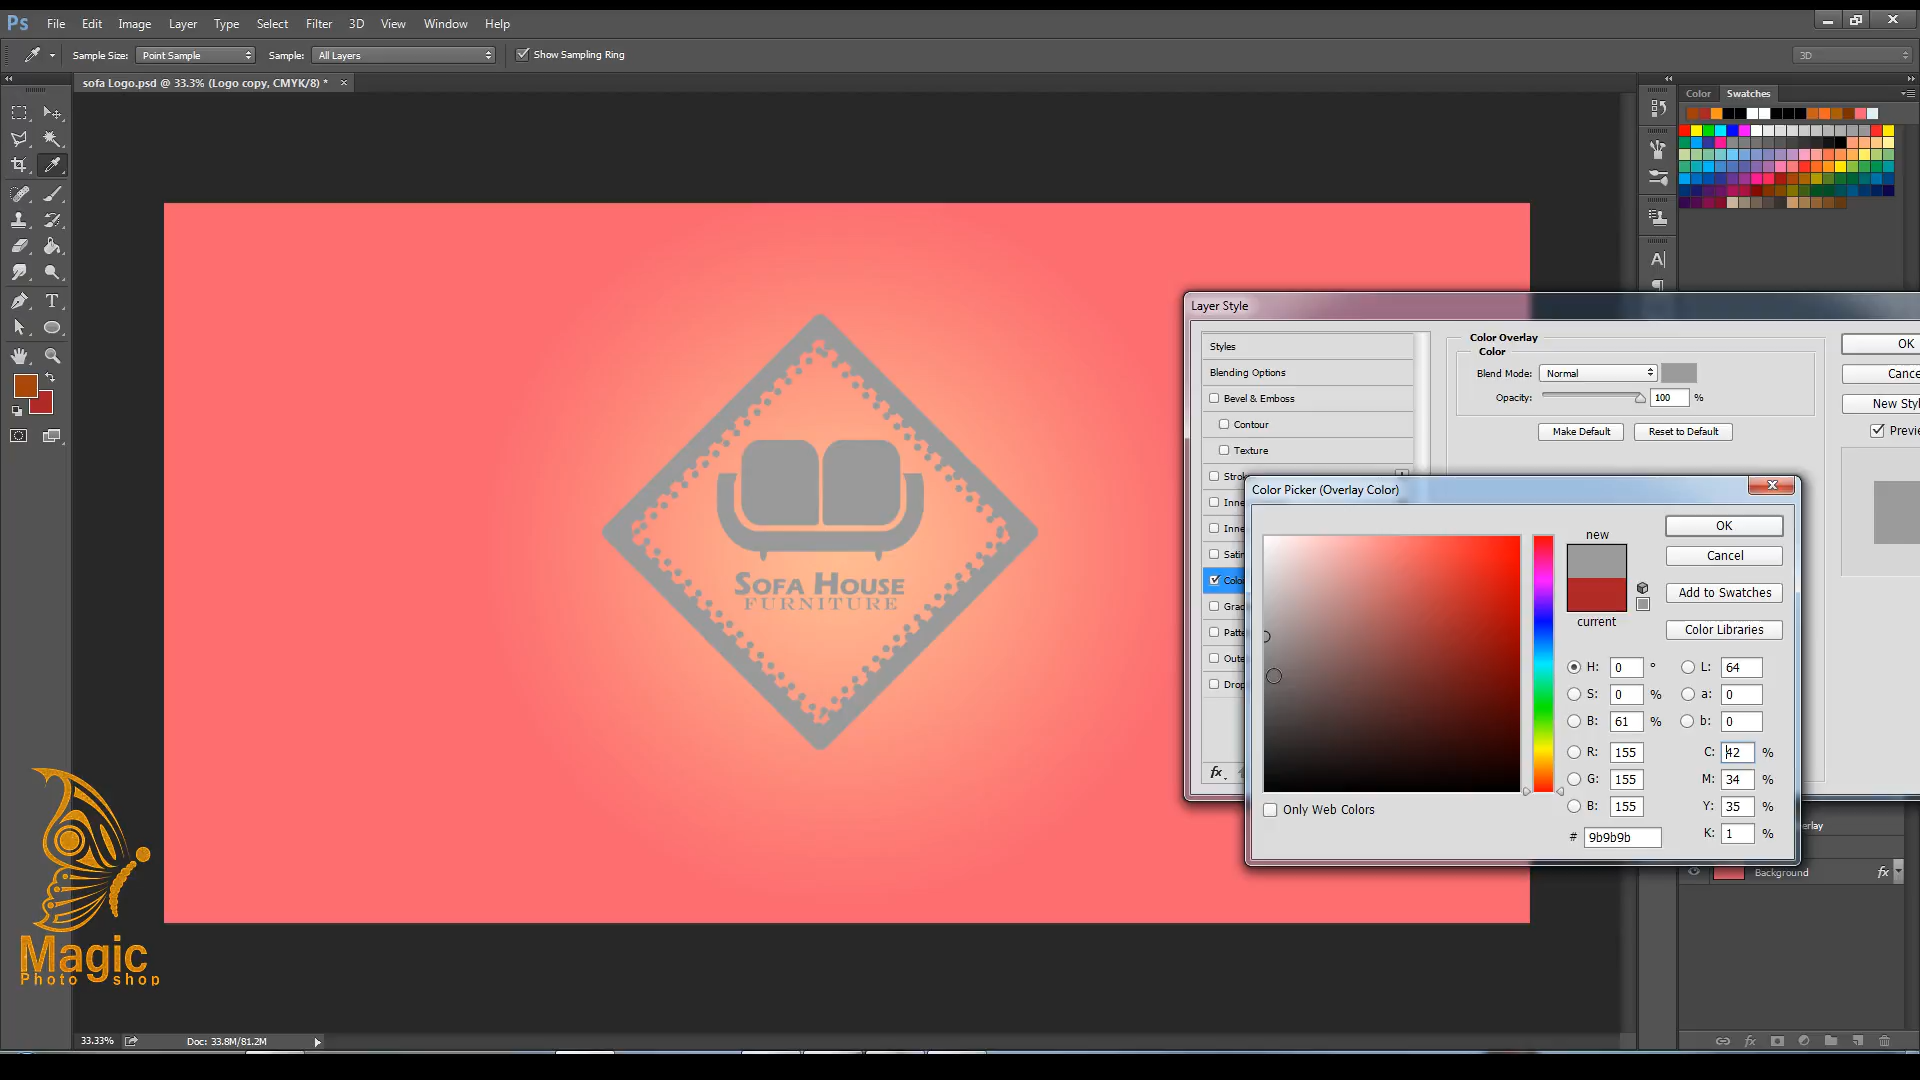 Ps File Edit Image Layer Type Select Filter 3D View Window Help
Sample Size: Point Sample Sample: All Layers Show Sampling Ring 3D
sofa Logo.psd @ 33.3% (Logo copy, CMYK/8) *
Color Swatches
SOFA HOUSE
FURNITURE
Layer Style
Styles
Blending Options
Bevel & Emboss
Contour
Texture
Strok
Inne
Inne
Satin
Color
Grad
Patte
Oute
Drop
fx
Color Overlay
Color
Blend Mode: Normal
Opacity: 100 %
Make Default Reset to Default
OK
Cance
New Styl
Previe
Color Picker (Overlay Color)
new
current
OK
Cancel
Add to Swatches
Color Libraries
H: 0 ° L: 64
S: 0 % a: 0
B: 61 % b: 0
R: 155 C: 42 %
G: 155 M: 34 %
B: 155 Y: 35 %
# 9b9b9b K: 1 %
Only Web Colors
erlay
Background fx
Magic
Photo shop
33.33% Doc: 33.8M/81.2M